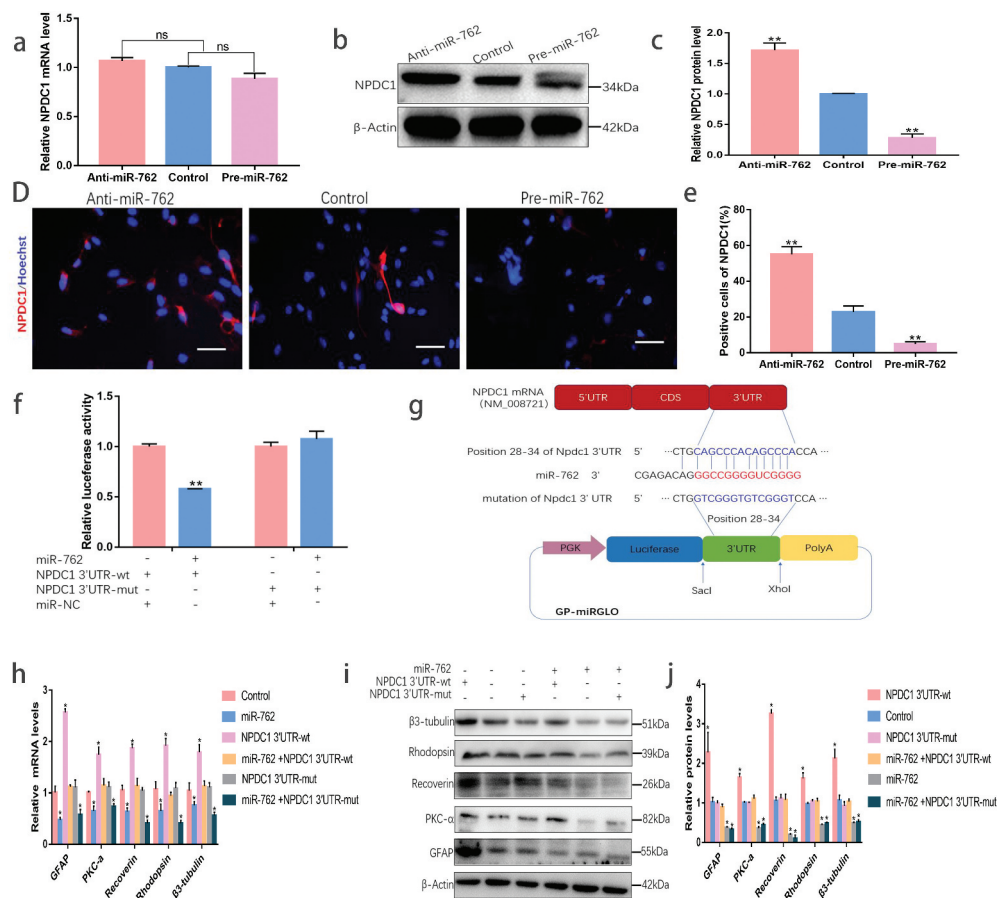 a
Relative NPDC1 mRNA level
1.5
1.0
0.5
0.0
ns
ns
Anti-miR-762 Control Pre-miR-762
b
Anti-miR-762
Control
Pre-miR-762
NPDC1
34kDa
β-Actin
42kDa
c
Relative NPDC1 protein level
2.0
1.5
1.0
0.5
0.0
**
**
Anti-miR-762 Control Pre-miR-762
D
Anti-miR-762
Control
Pre-miR-762
NPDC1/Hoechst
e
Positive cells of NPDC1(%)
80
60
40
20
0
**
**
Anti-miR-762 Control Pre-miR-762
f
Relative luciferase activity
1.5
1.0
0.5
0.0
**
miR-762 - + - +
NPDC1 3'UTR-wt + + - -
NPDC1 3'UTR-mut - - + +
miR-NC + - + -
g
NPDC1 mRNA
(NM_008721)
5'UTR CDS 3'UTR
Position 28-34 of Npdc1 3'UTR 5' ···CTGCAGCCCACAGCCCACCA ···
miR-762 3' CGAGACAGGGCCGGGGUCGGGG
mutation of Npdc1 3' UTR 5' ···CTGGTCGGGTGTCGGGTCCA ···
Position 28-34
PGK Luciferase 3'UTR PolyA
SacI XhoI
GP-miRGLO
h
Relative mRNA levels
3
2
1
0
Control
miR-762
NPDC1 3'UTR-wt
miR-762 +NPDC1 3'UTR-wt
NPDC1 3'UTR-mut
miR-762 +NPDC1 3'UTR-mut
GFAP
PKC-a
Recoverin
Rhodopsin
β3-tubulin
i
miR-762 - - - + + +
NPDC1 3'UTR-wt + - - + - -
NPDC1 3'UTR-mut - - + - - +
β3-tubulin
51kDa
Rhodopsin
39kDa
Recoverin
26kDa
PKC-α
82kDa
GFAP
55kDa
β-Actin
42kDa
j
Relative protein levels
4
3
2
1
0
NPDC1 3'UTR-wt
Control
NPDC1 3'UTR-mut
miR-762 +NPDC1 3'UTR-wt
miR-762
miR-762 +NPDC1 3'UTR-mut
GFAP
PKC-a
Recoverin
Rhodopsin
β3-tubulin